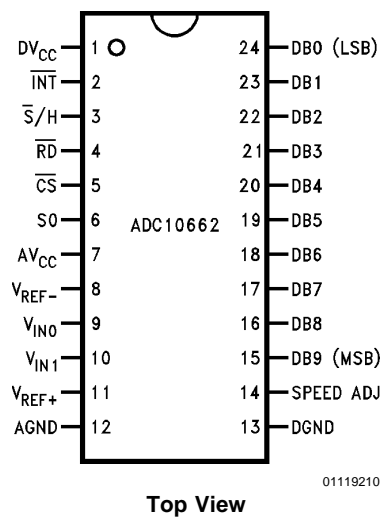 DVCC 1 24 DB0 (LSB)
INT 2 23 DB1
S/H 3 22 DB2
RD 4 21 DB3
CS 5 20 DB4
S0 6 ADC10662 19 DB5
AVCC 7 18 DB6
VREF- 8 17 DB7
VIN0 9 16 DB8
VIN1 10 15 DB9 (MSB)
VREF+ 11 14 SPEED ADJ
AGND 12 13 DGND
01119210
Top View